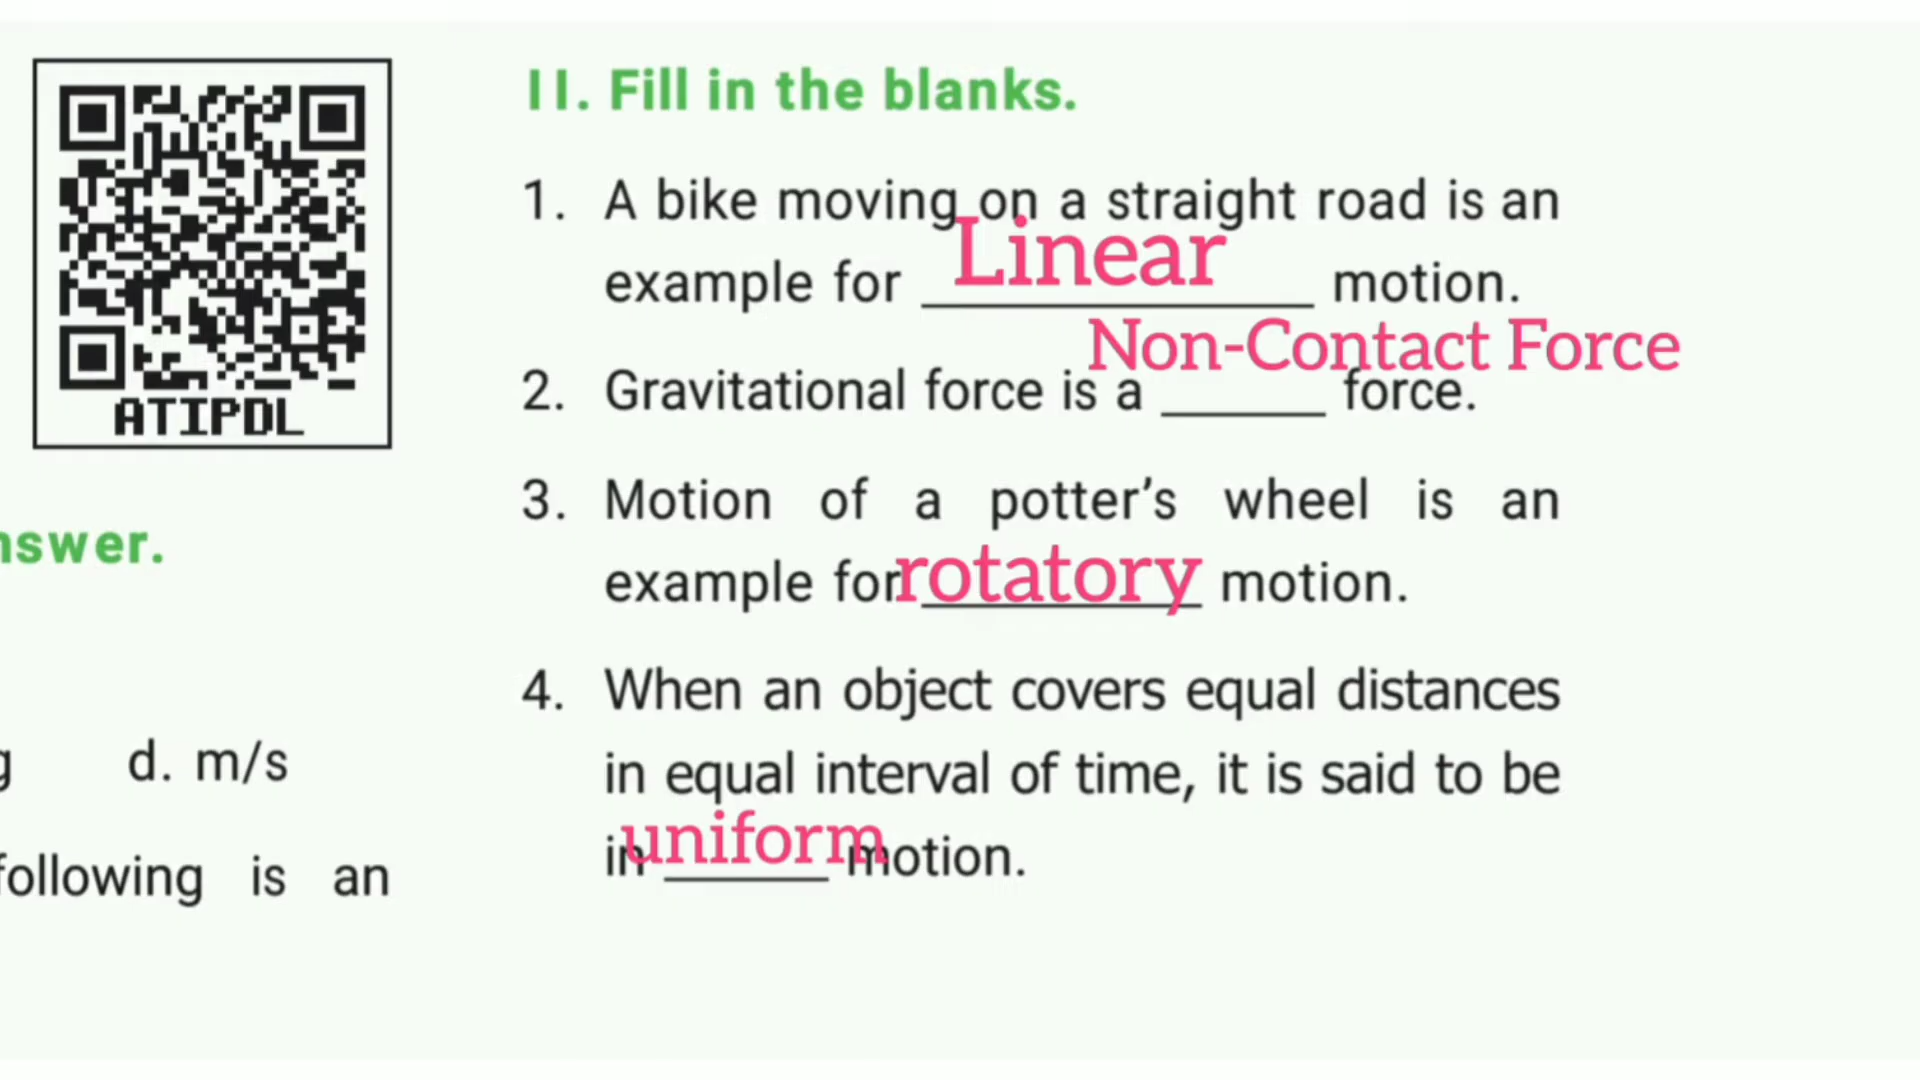 II. Fill in the blanks.
1. A bike moving on a straight road is an
example for Linear motion.
Non-Contact Force
2. Gravitational force is a ______ force.
3. Motion of a potter’s wheel is an
example for rotatory motion.
4. When an object covers equal distances
in equal interval of time, it is said to be
in uniform motion.
ATIPDL
nswer.
g d. m/s
following is an